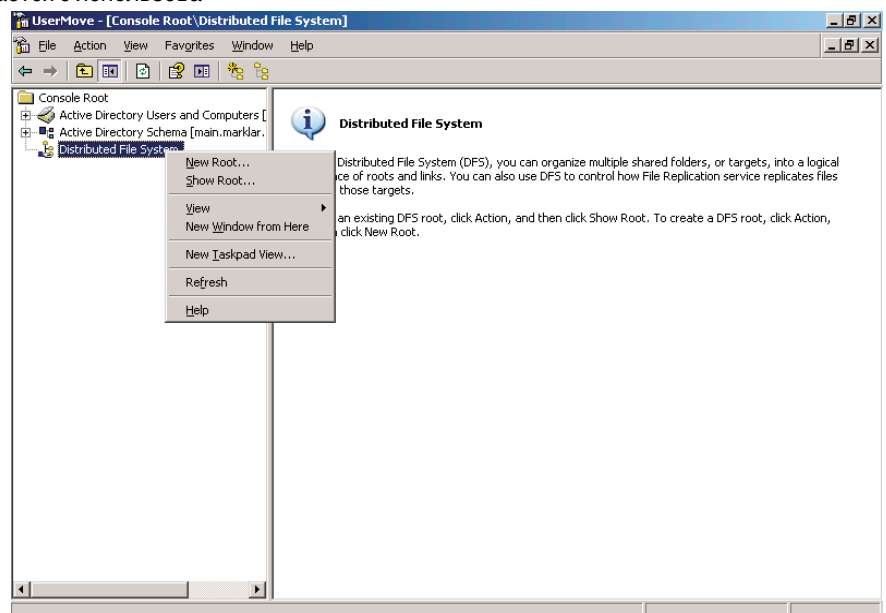 UserMove - [Console Root\Distributed File System]
File Action View Favorites Window Help
Console Root
Active Directory Users and Computers [
Active Directory Schema [main.marklar.
Distributed File System
New Root...
Show Root...
View
New Window from Here
New Taskpad View...
Refresh
Help
Distributed File System
Distributed File System (DFS), you can organize multiple shared folders, or targets, into a logical
ce of roots and links. You can also use DFS to control how File Replication service replicates files
those targets.
an existing DFS root, click Action, and then click Show Root. To create a DFS root, click Action,
click New Root.